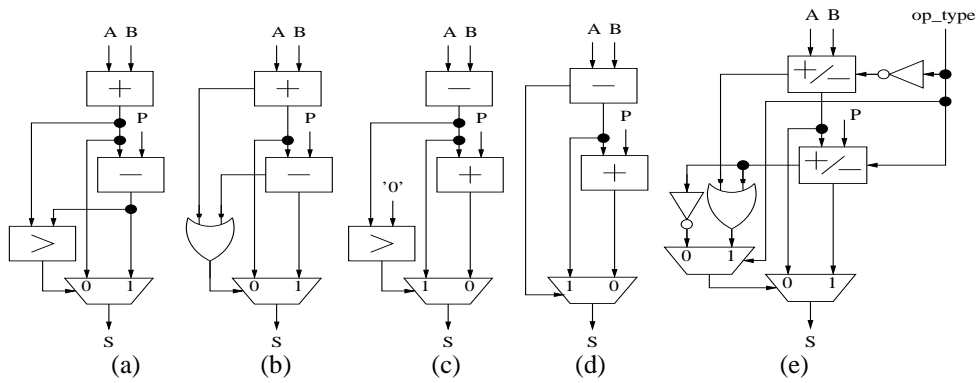 op_type
A B A B A B A B A B
+ + − − +/−
P P P P P
− − + + +/−
'0'
> >
0 1
0 1 0 1 1 0 1 0 0 1
S S S S S
(a) (b) (c) (d) (e)